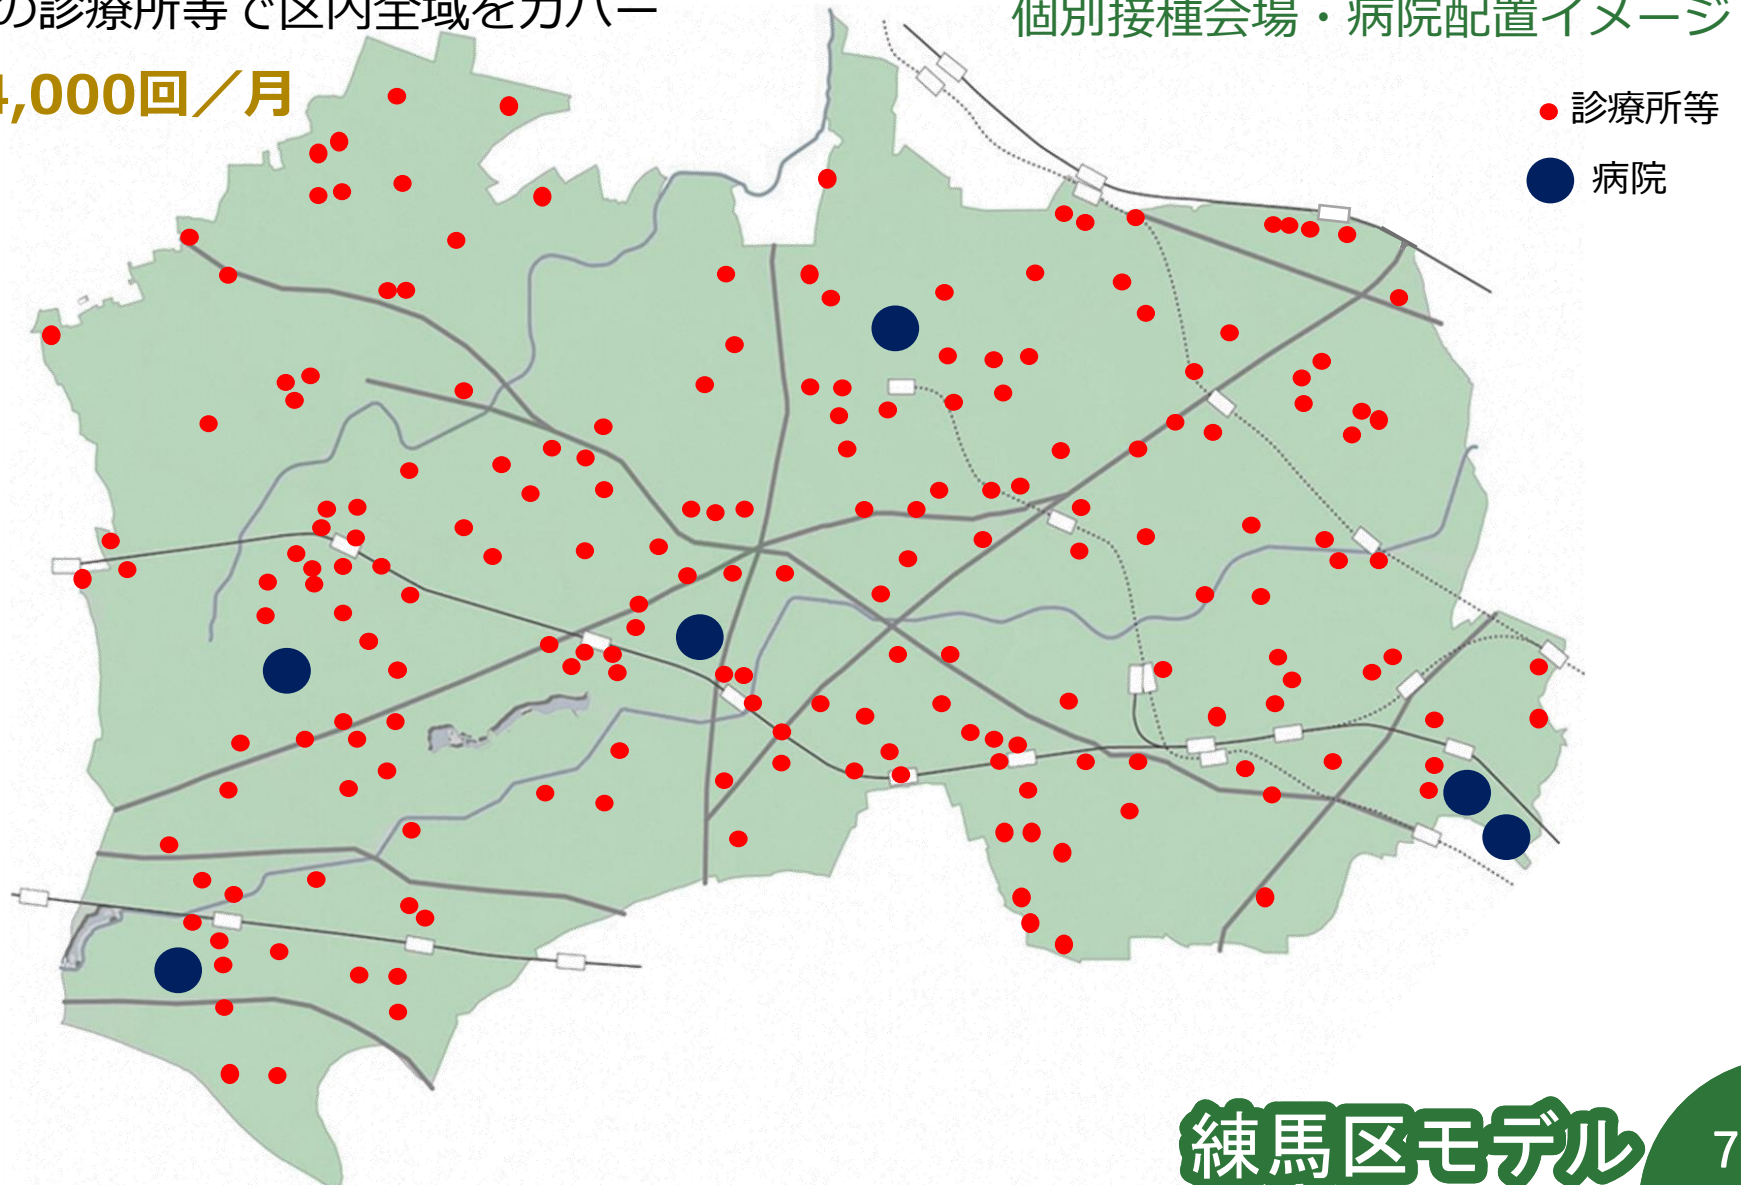 の診療所等で区内全域をカバー
個別接種会場・病院配置イメージ
4,000回／月
診療所等
病院
練馬区モデル
7